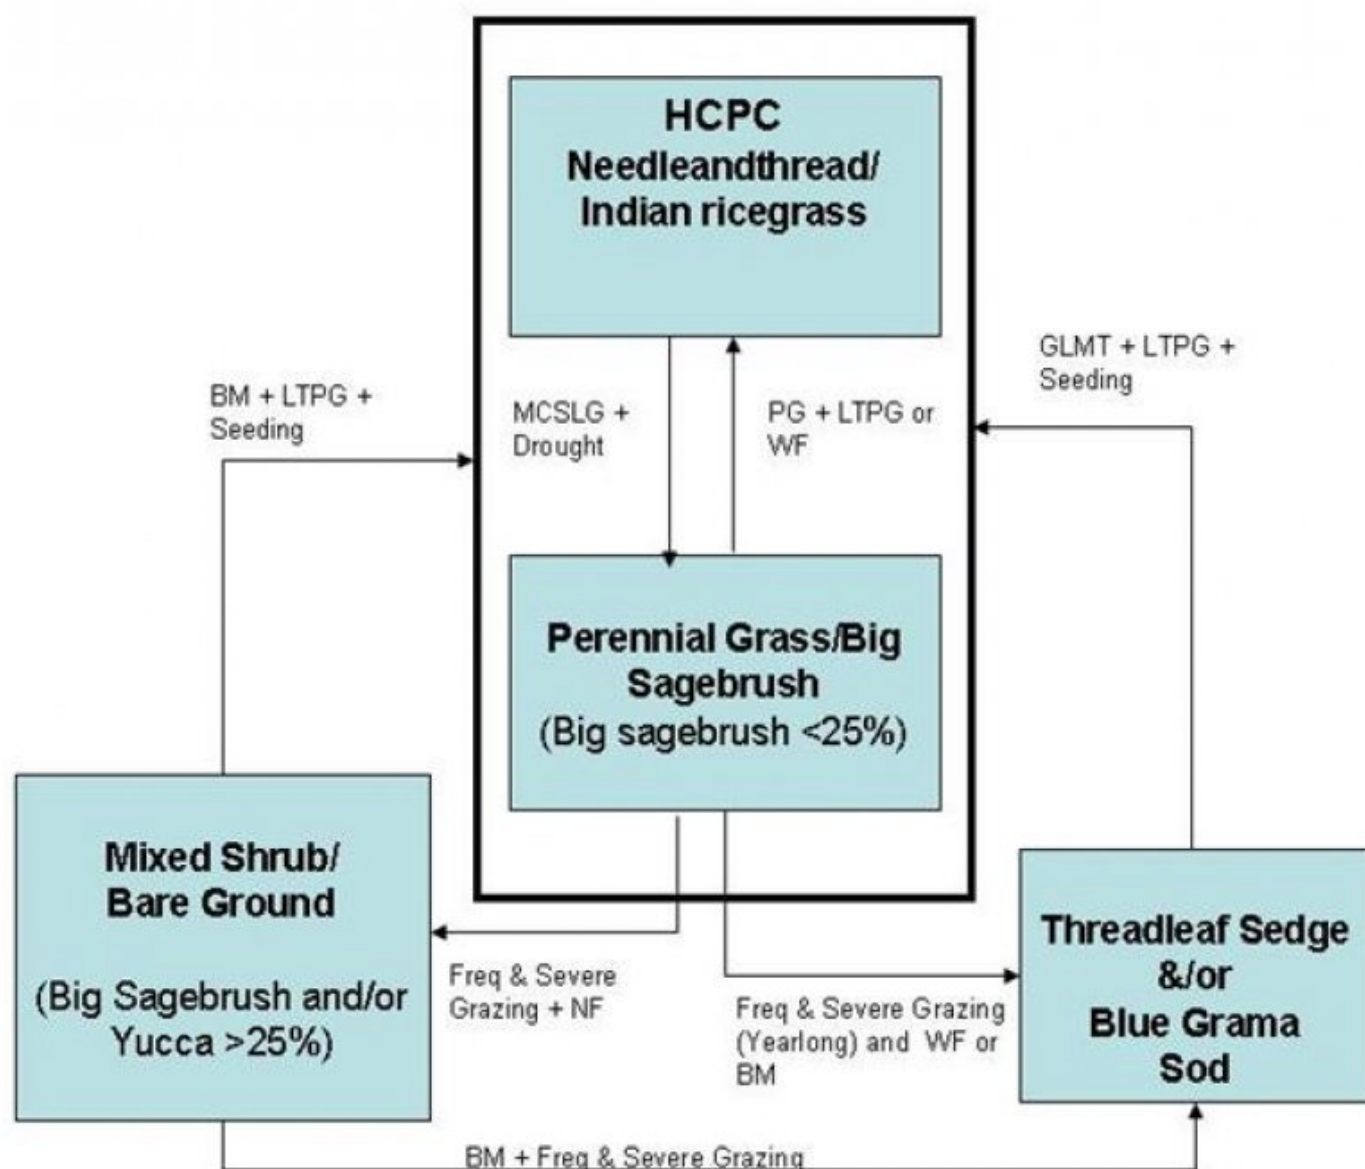 HCPC
Needleandthread/
Indian ricegrass
GLMT + LTPG +
Seeding
BM + LTPG +
Seeding
MCSLG +
Drought
PG + LTPG or
WF
Perennial Grass/Big
Sagebrush
(Big sagebrush <25%)
Mixed Shrub/
Bare Ground
(Big Sagebrush and/or
Yucca >25%)
Threadleaf Sedge
&/or
Blue Grama
Sod
Freq & Severe
Grazing + NF
Freq & Severe Grazing
(Yearlong) and WF or
BM
BM + Freq & Severe Grazing